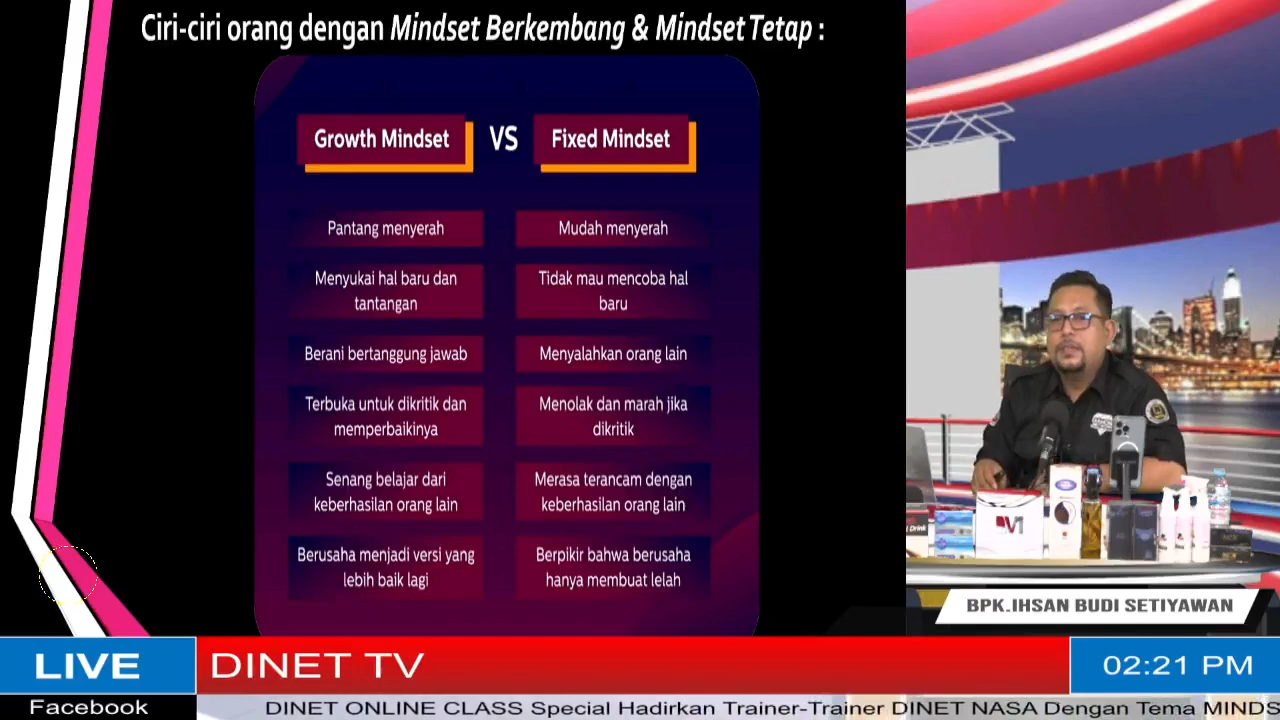 Ciri-ciri orang dengan Mindset Berkembang & Mindset Tetap :
Growth Mindset VS Fixed Mindset
Pantang menyerah
Mudah menyerah
Menyukai hal baru dan
tantangan
Tidak mau mencoba hal
baru
Berani bertanggung jawab
Menyalahkan orang lain
Terbuka untuk dikritik dan
memperbaikinya
Menolak dan marah jika
dikritik
Senang belajar dari
keberhasilan orang lain
Merasa terancam dengan
keberhasilan orang lain
Berusaha menjadi versi yang
lebih baik lagi
Berpikir bahwa berusaha
hanya membuat lelah
BPK.IHSAN BUDI SETIYAWAN
LIVE
DINET TV
02:21 PM
Facebook
DINET ONLINE CLASS Special Hadirkan Trainer-Trainer DINET NASA Dengan Tema MINDS